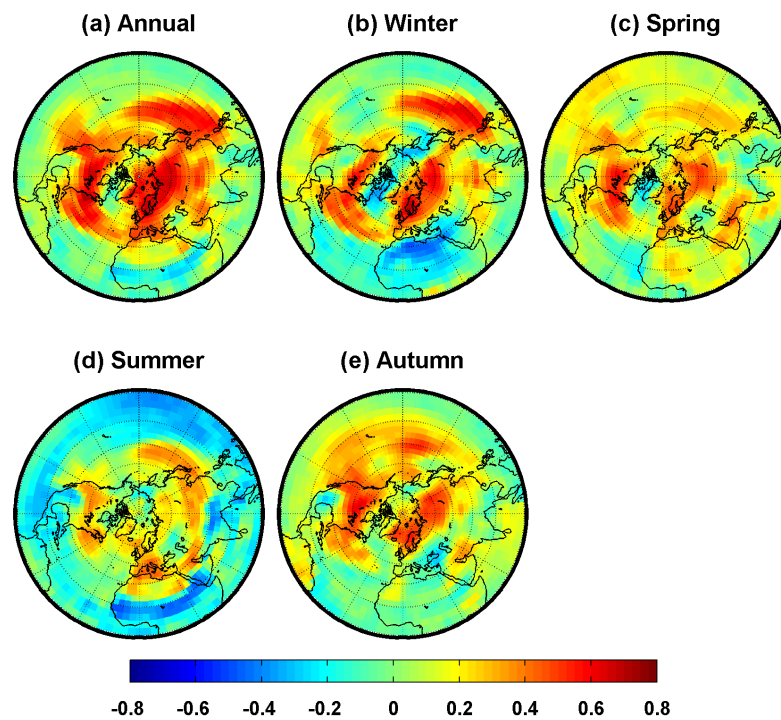 (a) Annual
(b) Winter
(c) Spring
(d) Summer
(e) Autumn
-0.8 -0.6 -0.4 -0.2 0 0.2 0.4 0.6 0.8